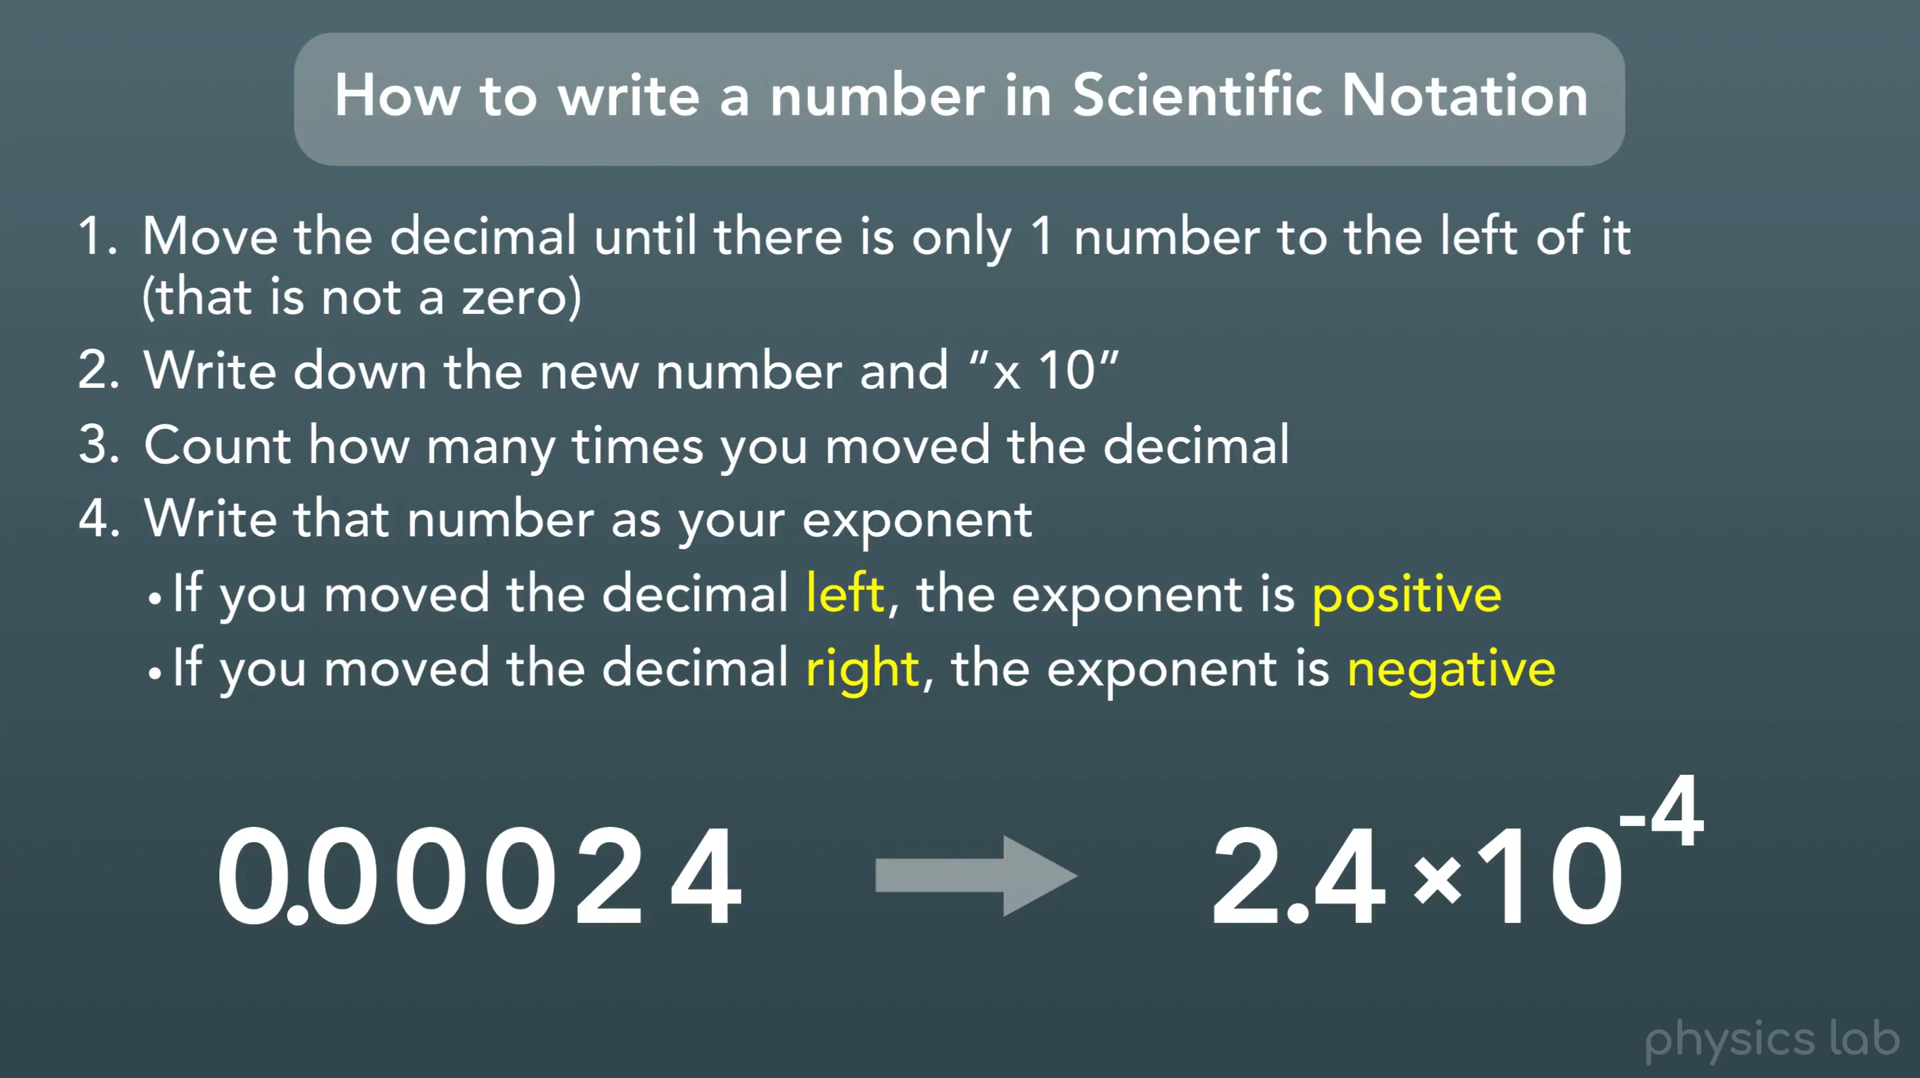 How to write a number in Scientific Notation
1. Move the decimal until there is only 1 number to the left of it
(that is not a zero)
2. Write down the new number and “x 10”
3. Count how many times you moved the decimal
4. Write that number as your exponent
•If you moved the decimal left, the exponent is positive
•If you moved the decimal right, the exponent is negative
0.00024 → 2.4×10⁻⁴
physics lab